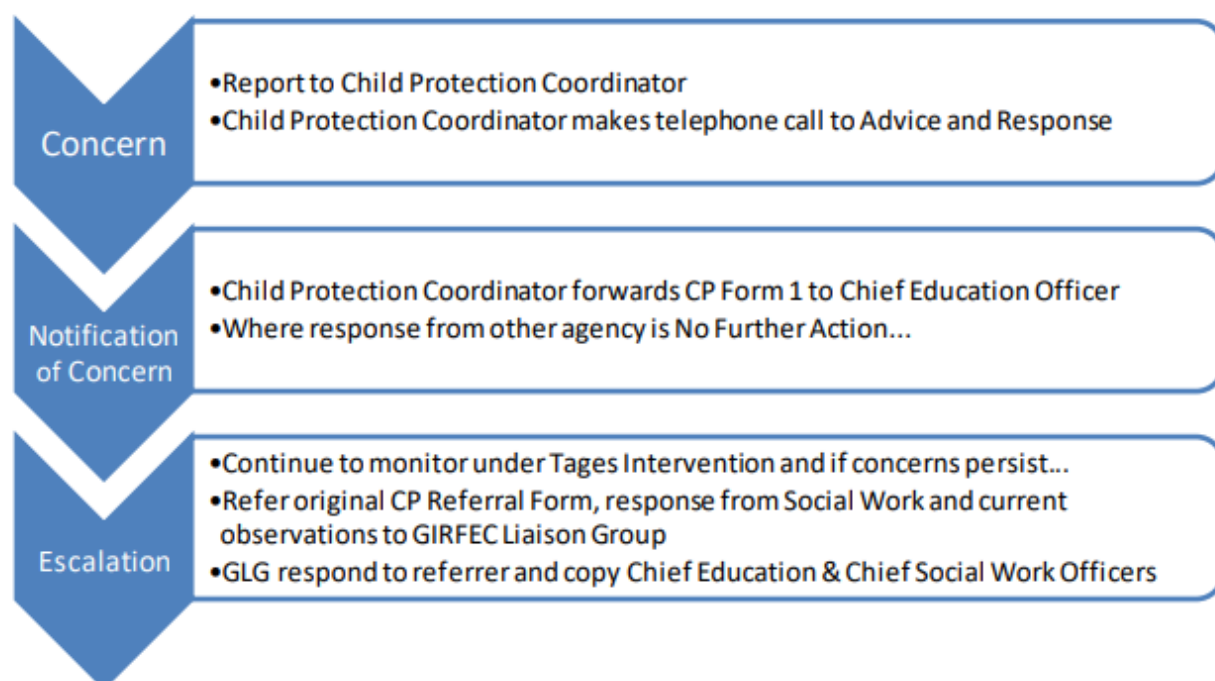 Concern
•Report to Child Protection Coordinator
•Child Protection Coordinator makes telephone call to Advice and Response
Notification
of Concern
•Child Protection Coordinator forwards CP Form 1 to Chief Education Officer
•Where response from other agency is No Further Action...
Escalation
•Continue to monitor under Tages Intervention and if concerns persist...
•Refer original CP Referral Form, response from Social Work and current
observations to GIRFEC Liaison Group
•GLG respond to referrer and copy Chief Education & Chief Social Work Officers